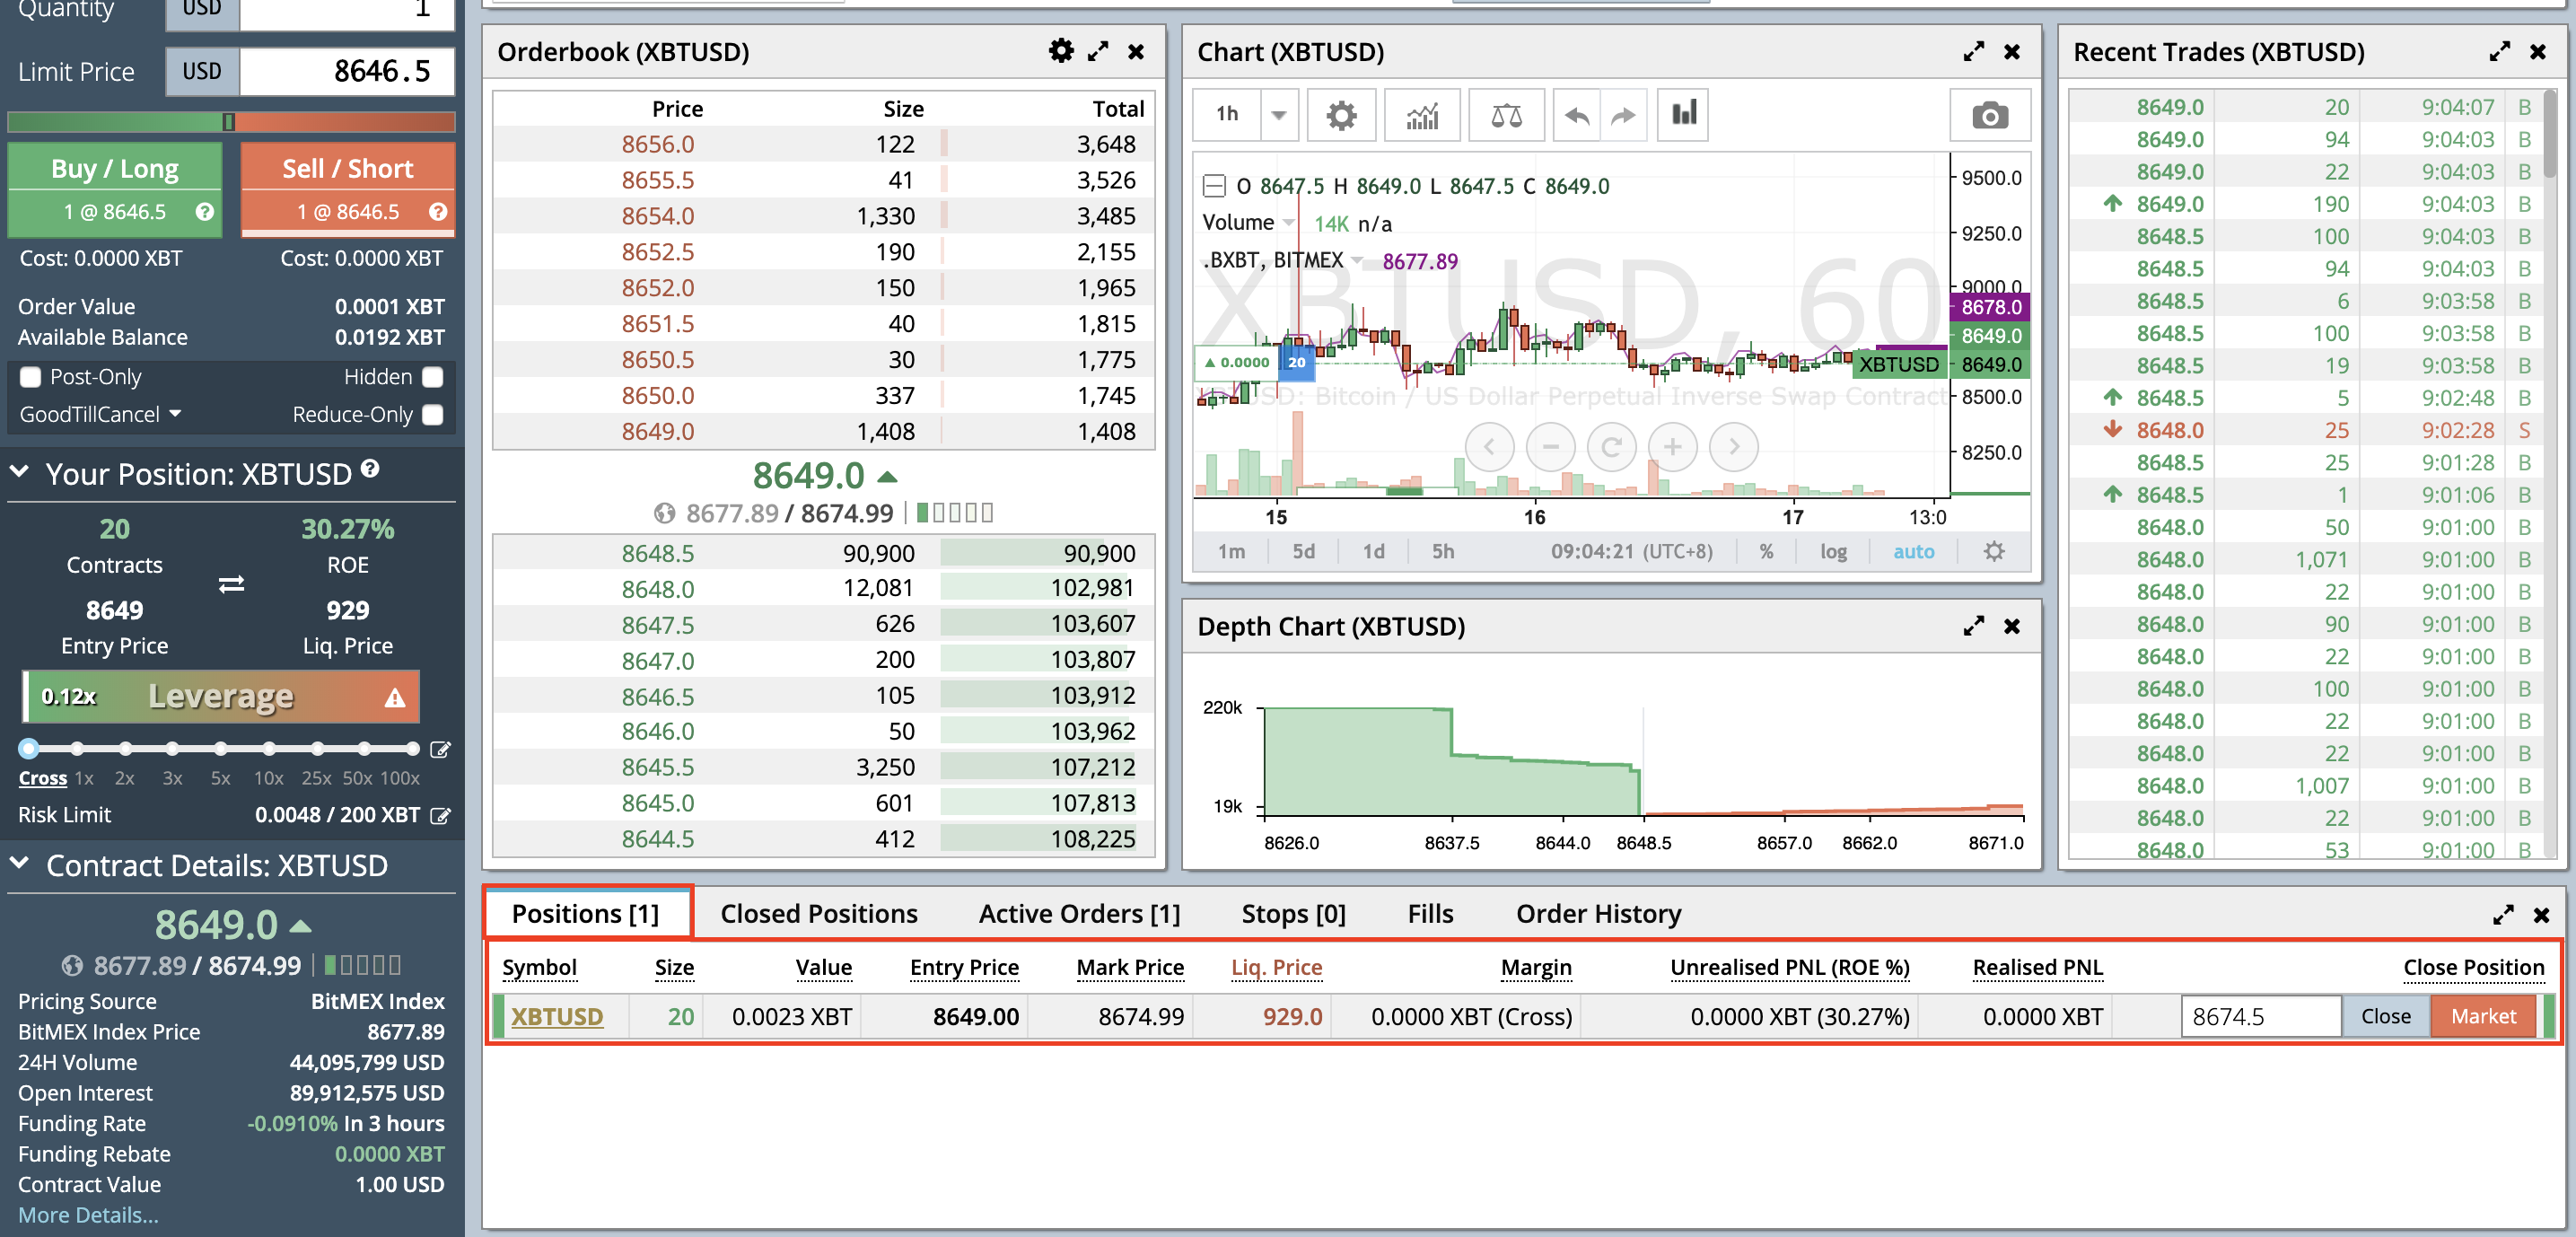 Quantity USD 1
Limit Price USD 8646.5
Buy / Long
1 @ 8646.5
Sell / Short
1 @ 8646.5
Cost: 0.0000 XBT Cost: 0.0000 XBT
Order Value 0.0001 XBT
Available Balance 0.0192 XBT
Post-Only Hidden
GoodTillCancel Reduce-Only
Your Position: XBTUSD
20 30.27%
Contracts ROE
8649 929
Entry Price Liq. Price
0.12x Leverage
Cross 1x 2x 3x 5x 10x 25x 50x 100x
Risk Limit 0.0048 / 200 XBT
Contract Details: XBTUSD
8649.0
8677.89 / 8674.99
Pricing Source BitMEX Index
BitMEX Index Price 8677.89
24H Volume 44,095,799 USD
Open Interest 89,912,575 USD
Funding Rate -0.0910% In 3 hours
Funding Rebate 0.0000 XBT
Contract Value 1.00 USD
More Details...
Orderbook (XBTUSD)
Price Size Total
8656.0 122 3,648
8655.5 41 3,526
8654.0 1,330 3,485
8652.5 190 2,155
8652.0 150 1,965
8651.5 40 1,815
8650.5 30 1,775
8650.0 337 1,745
8649.0 1,408 1,408
8649.0
8677.89 / 8674.99
8648.5 90,900 90,900
8648.0 12,081 102,981
8647.5 626 103,607
8647.0 200 103,807
8646.5 105 103,912
8646.0 50 103,962
8645.5 3,250 107,212
8645.0 601 107,813
8644.5 412 108,225
Chart (XBTUSD)
1h
O 8647.5 H 8649.0 L 8647.5 C 8649.0
Volume 14K n/a
.BXBT, BITMEX 8677.89
XBTUSD, 60
XBTUSD: Bitcoin / US Dollar Perpetual Inverse Swap Contract
0.0000 20
9500.0
9250.0
9000.0
8678.0
8649.0
XBTUSD 8649.0
8500.0
8250.0
15 16 17 13:0
1m 5d 1d 5h 09:04:21 (UTC+8) % log auto
Depth Chart (XBTUSD)
220k
19k
8626.0 8637.5 8644.0 8648.5 8657.0 8662.0 8671.0
Recent Trades (XBTUSD)
8649.0 20 9:04:07 B
8649.0 94 9:04:03 B
8649.0 22 9:04:03 B
8649.0 190 9:04:03 B
8648.5 100 9:04:03 B
8648.5 94 9:04:03 B
8648.5 6 9:03:58 B
8648.5 100 9:03:58 B
8648.5 19 9:03:58 B
8648.5 5 9:02:48 B
8648.0 25 9:02:28 S
8648.5 25 9:01:28 B
8648.5 1 9:01:06 B
8648.0 50 9:01:00 B
8648.0 1,071 9:01:00 B
8648.0 22 9:01:00 B
8648.0 90 9:01:00 B
8648.0 22 9:01:00 B
8648.0 100 9:01:00 B
8648.0 22 9:01:00 B
8648.0 22 9:01:00 B
8648.0 1,007 9:01:00 B
8648.0 22 9:01:00 B
8648.0 53 9:01:00 B
Positions [1] Closed Positions Active Orders [1] Stops [0] Fills Order History
Symbol Size Value Entry Price Mark Price Liq. Price Margin Unrealised PNL (ROE %) Realised PNL Close Position
XBTUSD 20 0.0023 XBT 8649.00 8674.99 929.0 0.0000 XBT (Cross) 0.0000 XBT (30.27%) 0.0000 XBT 8674.5 Close Market